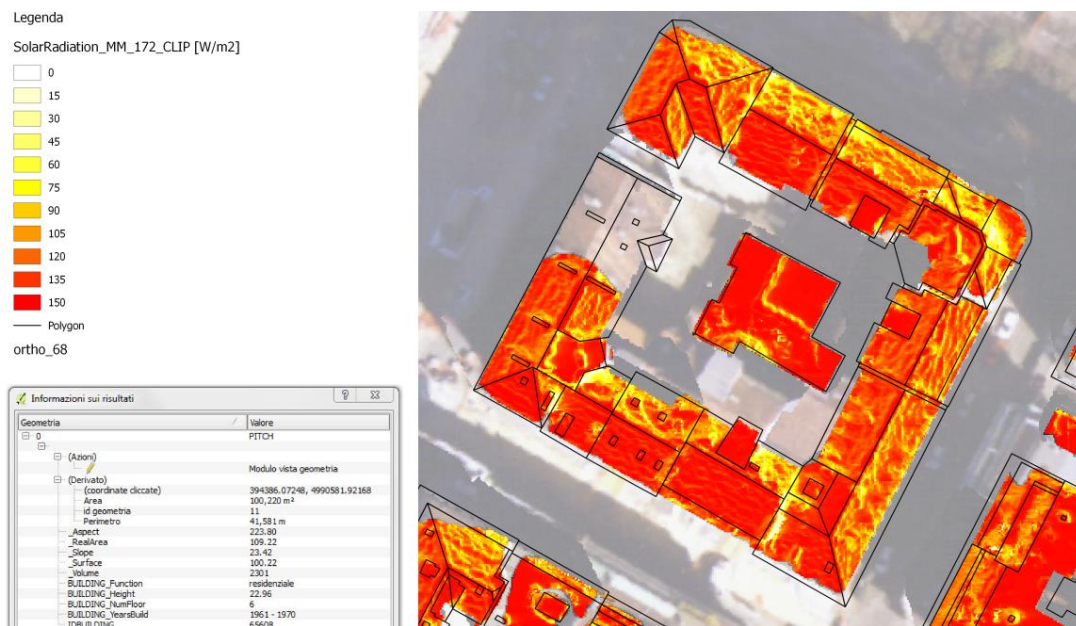 Legenda
SolarRadiation_MM_172_CLIP [W/m2]
0
15
30
45
60
75
90
105
120
135
150
Polygon
ortho_68
Informazioni sui risultati
Geometria Valore
0 PITCH
(Azioni)
Modulo vista geometria
(Derivato)
(coordinate cliccate) 394386.07248, 4990581.92168
Area 100,220 m²
id geometria 11
Perimetro 41,581 m
_Aspect 223.80
_RealArea 109.22
_Slope 23.42
_Surface 100.22
_Volume 2301
BUILDING_Function residenziale
BUILDING_Height 22.96
BUILDING_NumFloor 6
BUILDING_YearsBuild 1961 - 1970
IDBUILDING 65608